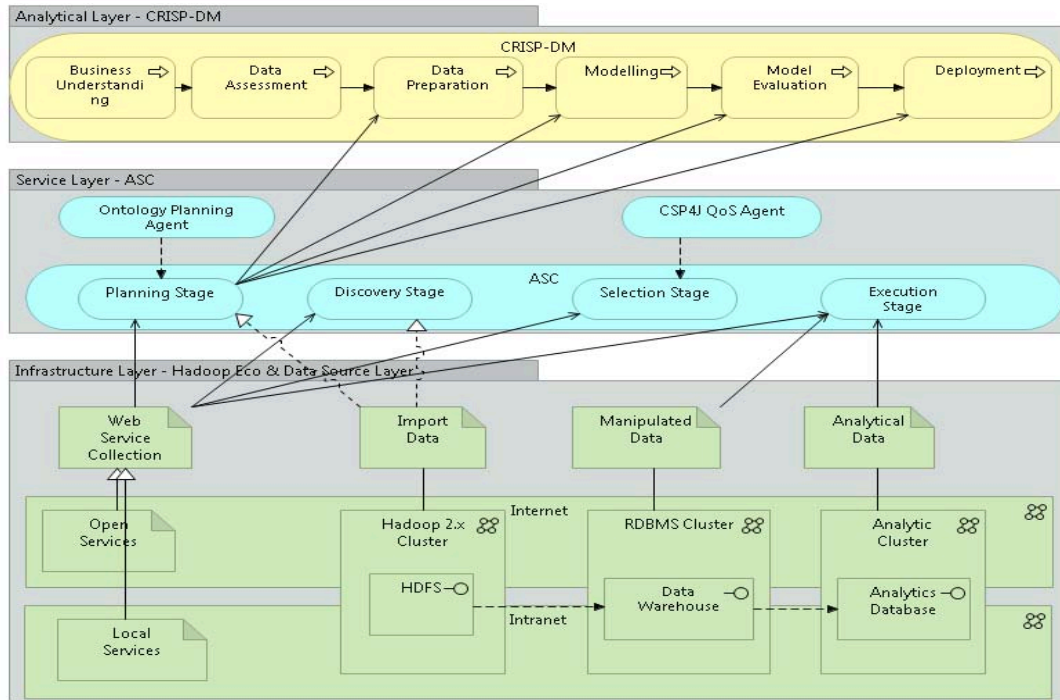 Analytical Layer - CRISP-DM
CRISP-DM
Business
Understandi
ng
Data
Assessment
Data
Preparation
Modelling
Model
Evaluation
Deployment
Service Layer - ASC
Ontology Planning
Agent
CSP4J QoS Agent
ASC
Planning Stage
Discovery Stage
Selection Stage
Execution
Stage
Infrastructure Layer - Hadoop Eco & Data Source Layer
Web
Service
Collection
Import
Data
Manipulated
Data
Analytical
Data
Internet
Open
Services
Hadoop 2.x
Cluster
RDBMS Cluster
Analytic
Cluster
HDFS
Data
Warehouse
Analytics
Database
Intranet
Local
Services